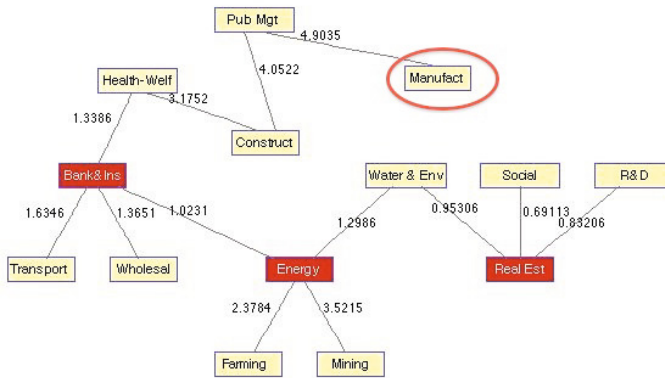 Pub Mgt
4.9035
Manufact
4.0522
Health-Welf
3.1752
1.3386
Construct
Bank&Ins
Water & Env
Social
R&D
1.6346
1.3651
1.0231
1.2986
0.95306
0.69113
0.83206
Transport
Wholesal
Energy
Real Est
2.3784
3.5215
Farming
Mining